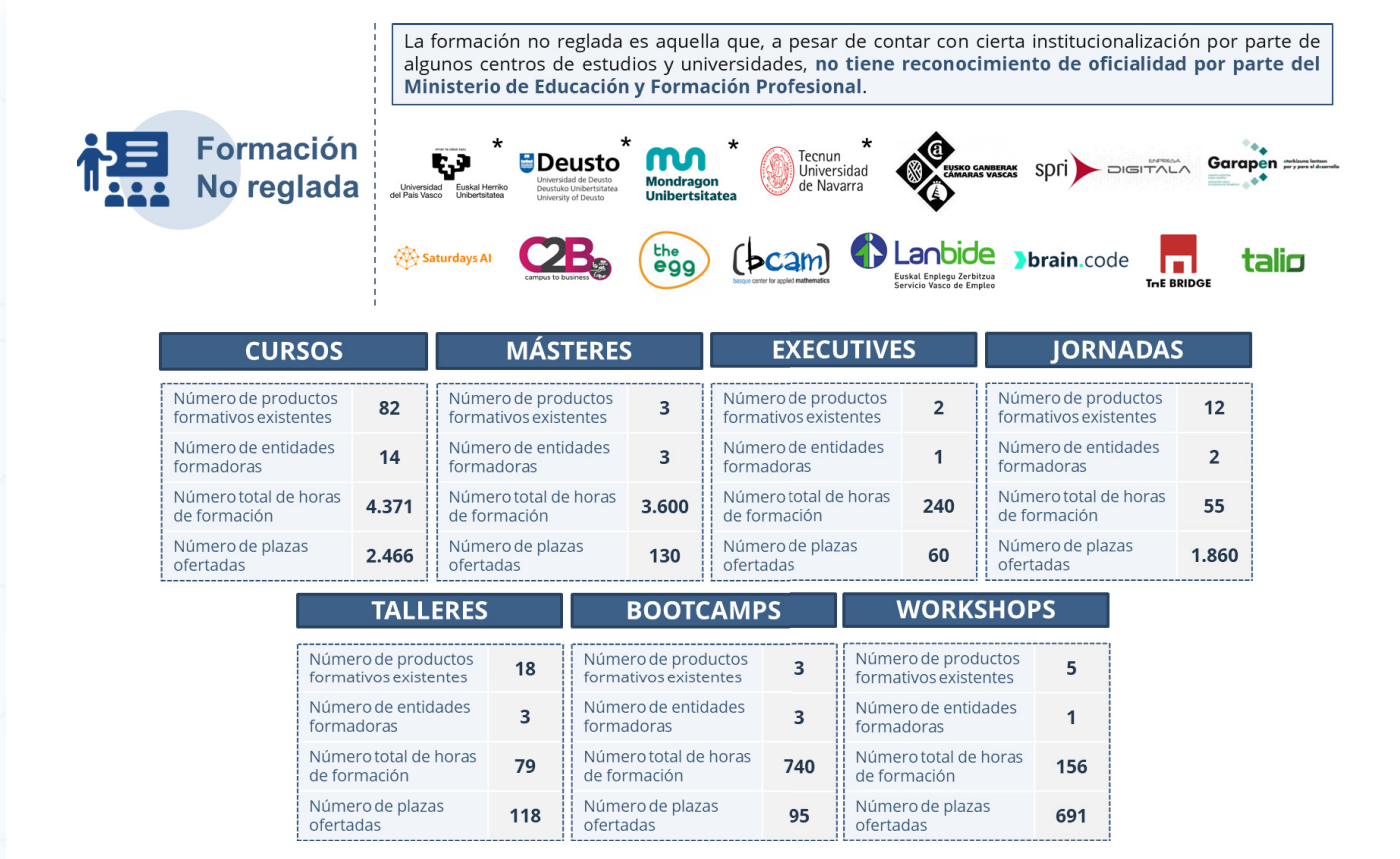 La formación no reglada es aquella que, a pesar de contar con cierta institucionalización por parte de
algunos centros de estudios y universidades, no tiene reconocimiento de oficialidad por parte del
Ministerio de Educación y Formación Profesional.
Formación
No reglada
*
Universidad
del País Vasco
Euskal Herriko
Unibertsitatea
*
Deusto
Universidad de Deusto
Deustuko Unibertsitatea
University of Deusto
*
Mondragon
Unibertsitatea
*
Tecnun
Universidad
de Navarra
EUSKO GANBERAK
CÁMARAS VASCAS
spri
ENPRESA
DIGITALA
Garapen
Saturdays AI
C2B
campus to business
the
egg
(bcam)
basque center for applied mathematics
Lanbide
Euskal Enplegu Zerbitzua
Servicio Vasco de Empleo
brain.code
THE BRIDGE
talio
CURSOS
Número de productos
formativos existentes
82
Número de entidades
formadoras
14
Número total de horas
de formación
4.371
Número de plazas
ofertadas
2.466
MÁSTERES
Número de productos
formativos existentes
3
Número de entidades
formadoras
3
Número total de horas
de formación
3.600
Número de plazas
ofertadas
130
EXECUTIVES
Número de productos
formativos existentes
2
Número de entidades
formadoras
1
Número total de horas
de formación
240
Número de plazas
ofertadas
60
JORNADAS
Número de productos
formativos existentes
12
Número de entidades
formadoras
2
Número total de horas
de formación
55
Número de plazas
ofertadas
1.860
TALLERES
Número de productos
formativos existentes
18
Número de entidades
formadoras
3
Número total de horas
de formación
79
Número de plazas
ofertadas
118
BOOTCAMPS
Número de productos
formativos existentes
3
Número de entidades
formadoras
3
Número total de horas
de formación
740
Número de plazas
ofertadas
95
WORKSHOPS
Número de productos
formativos existentes
5
Número de entidades
formadoras
1
Número total de horas
de formación
156
Número de plazas
ofertadas
691